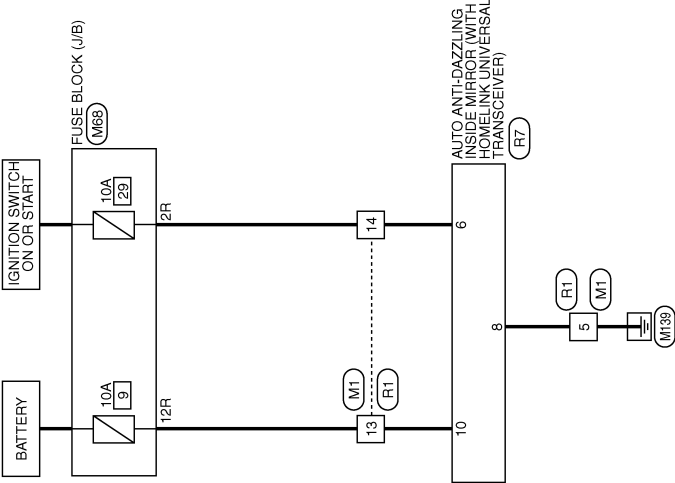 IGNITION SWITCH
ON OR START
BATTERY
FUSE BLOCK (J/B)
M68
10A
29
2R
10A
9
12R
14
M1
R1
13
AUTO ANTI-DAZZLING
INSIDE MIRROR (WITH
HOMELINK UNIVERSAL
TRANSCEIVER)
R7
6
10
8
R1
M1
5
M139